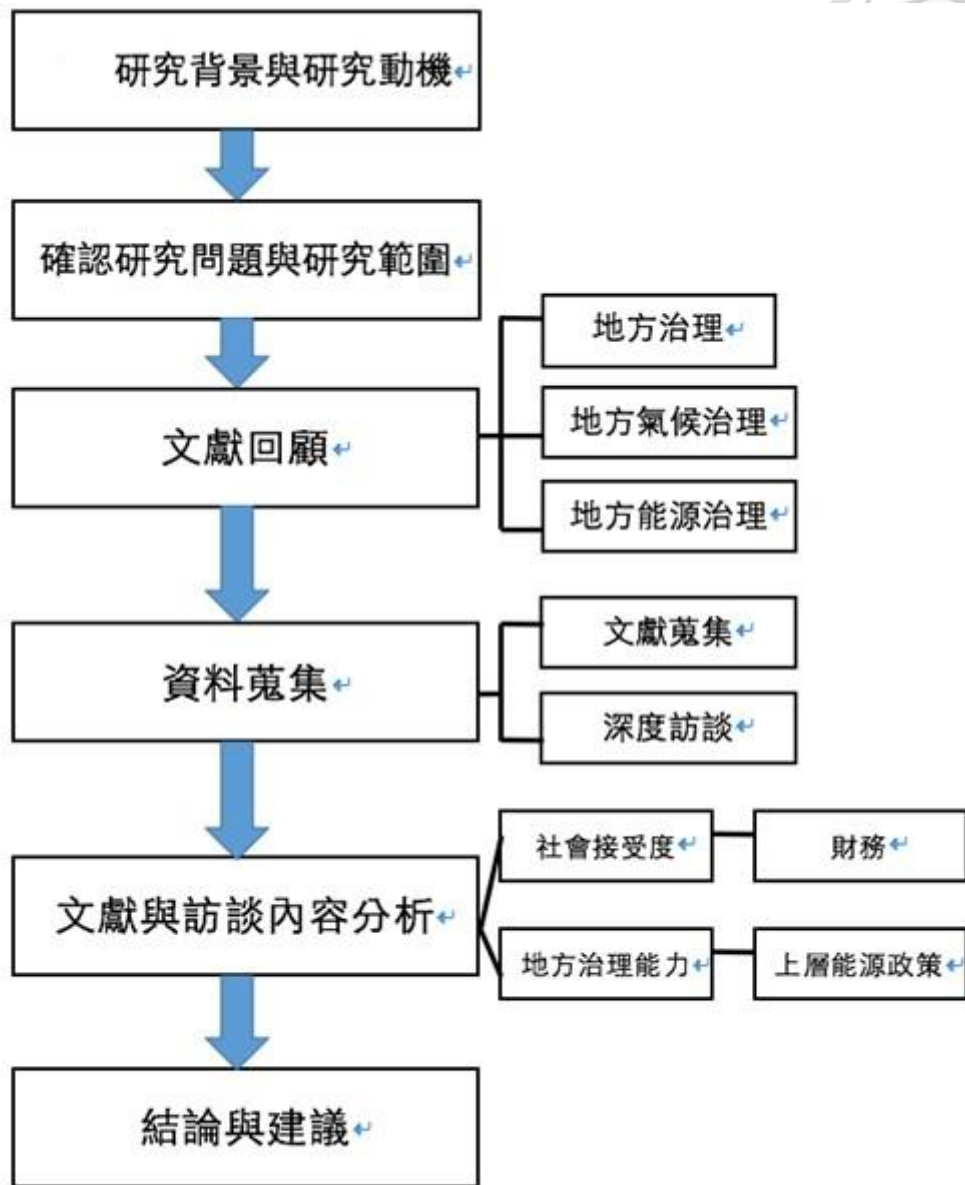 研究背景與研究動機↵
確認研究問題與研究範圍↵
文獻回顧↵
地方治理↵
地方氣候治理↵
地方能源治理↵
資料蒐集↵
文獻蒐集↵
深度訪談↵
文獻與訪談內容分析↵
社會接受度↵
財務↵
地方治理能力↵
上層能源政策↵
結論與建議↵